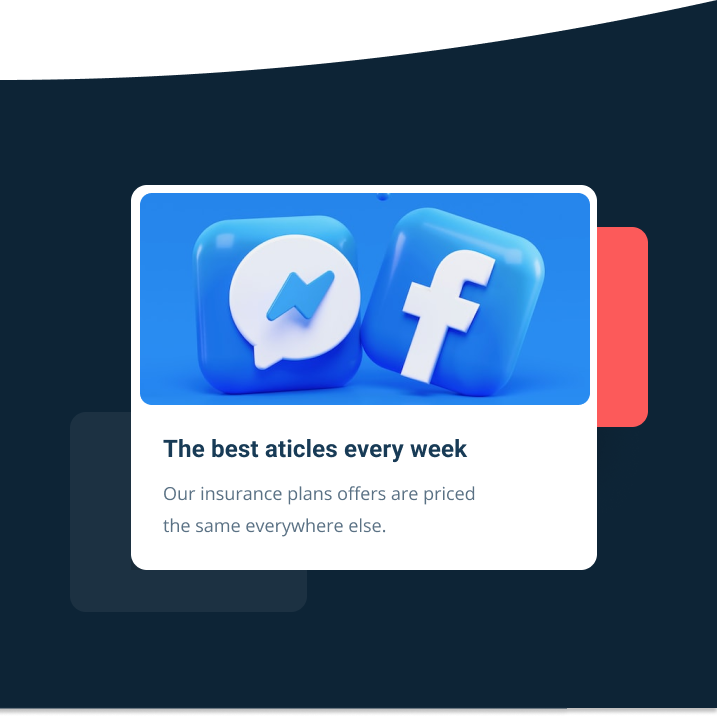 The best aticles every week
Our insurance plans offers are priced
the same everywhere else.